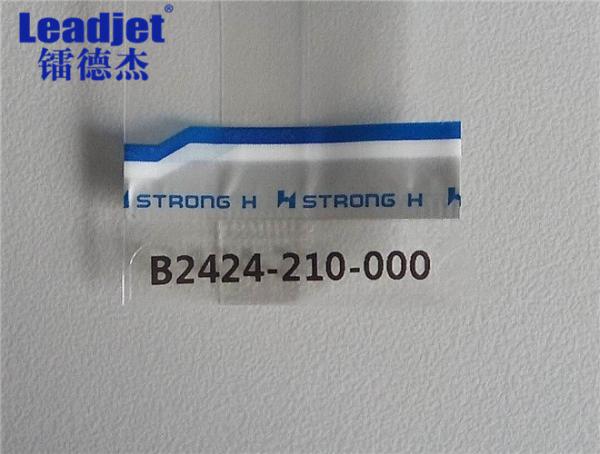 Leadjet®
镭德杰
STRONG H STRONG H
B2424-210-000